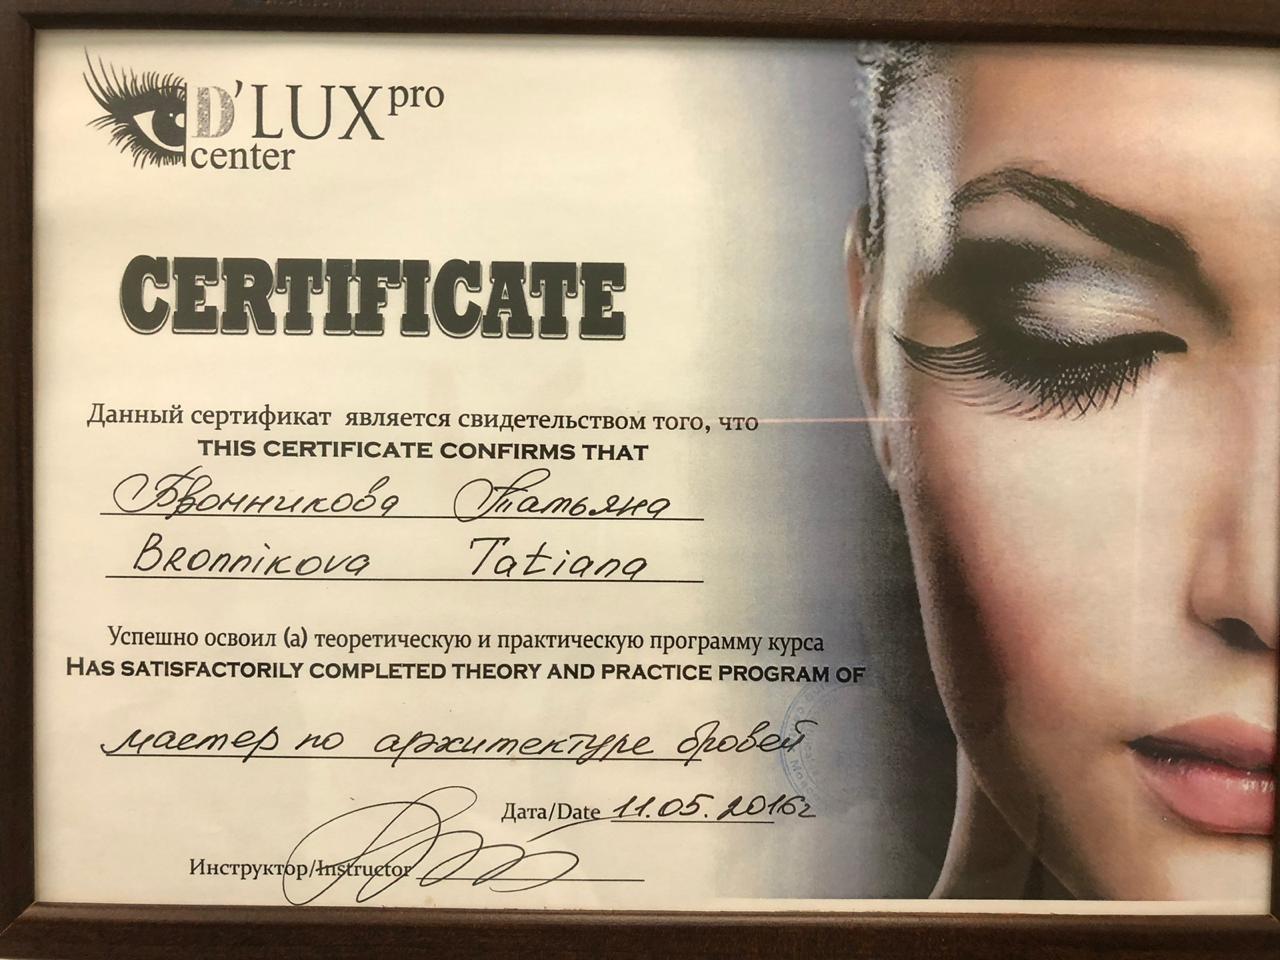 D'LUX pro
center
CERTIFICATE
Данный сертификат является свидетельством того, что
THIS CERTIFICATE CONFIRMS THAT
Бронникова Татьяна
Bronnikova Tatiana
Успешно освоил (а) теоретическую и практическую программу курса
HAS SATISFACTORILY COMPLETED THEORY AND PRACTICE PROGRAM OF
мастер по архитектуре бровей
Дата/Date 11.05.2016г
Инструктор/Instructor